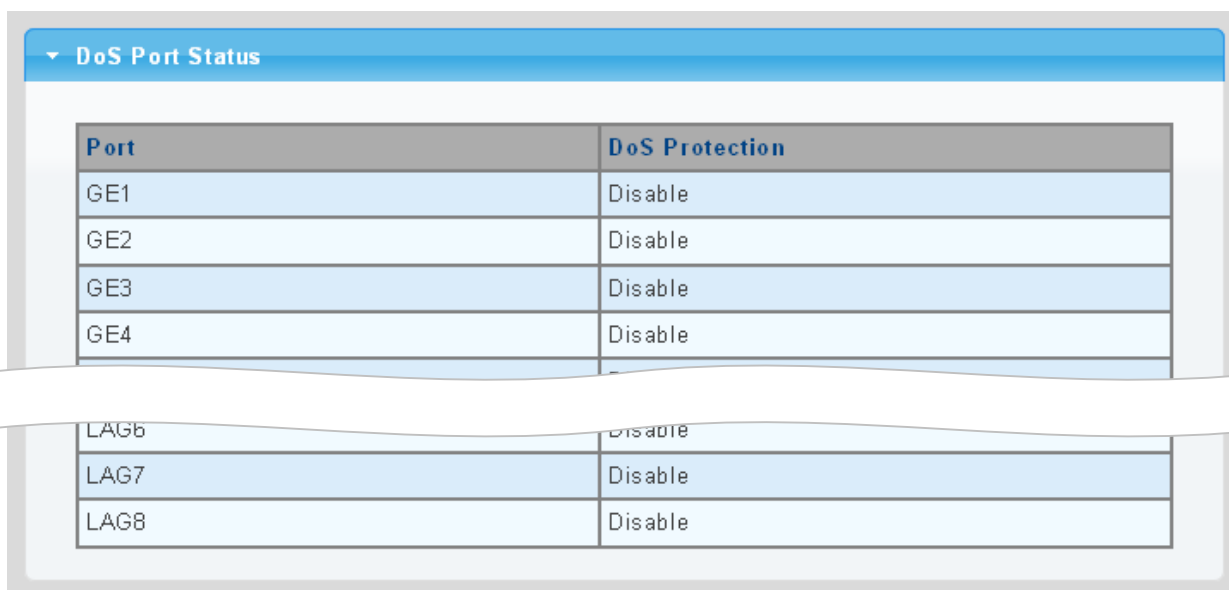 DoS Port Status
Port DoS Protection
GE1 Disable
GE2 Disable
GE3 Disable
GE4 Disable
LAG6 Disable
LAG7 Disable
LAG8 Disable